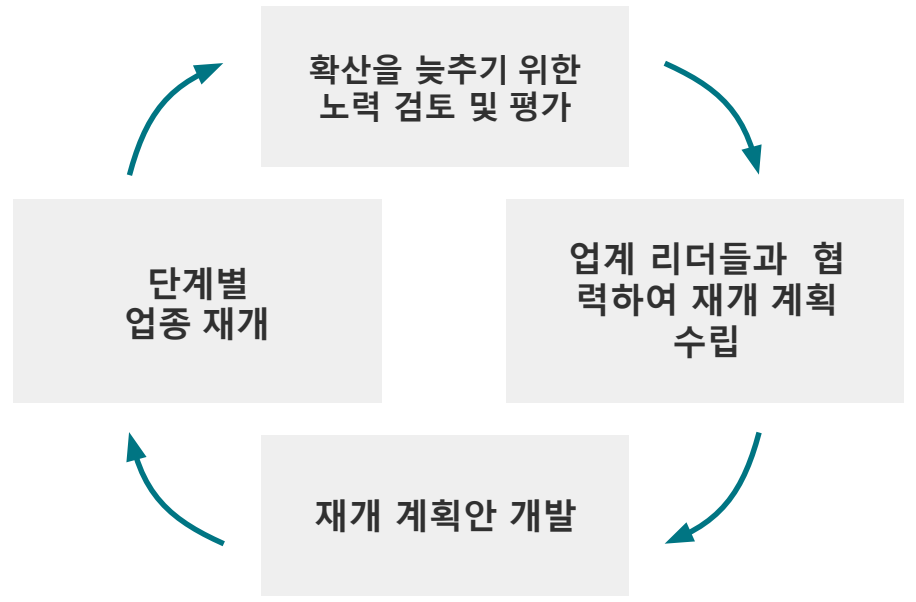 확산을 늦추기 위한
노력 검토 및 평가
업계 리더들과  협
력하여 재개 계획
수립
재개 계획안 개발
단계별
업종 재개